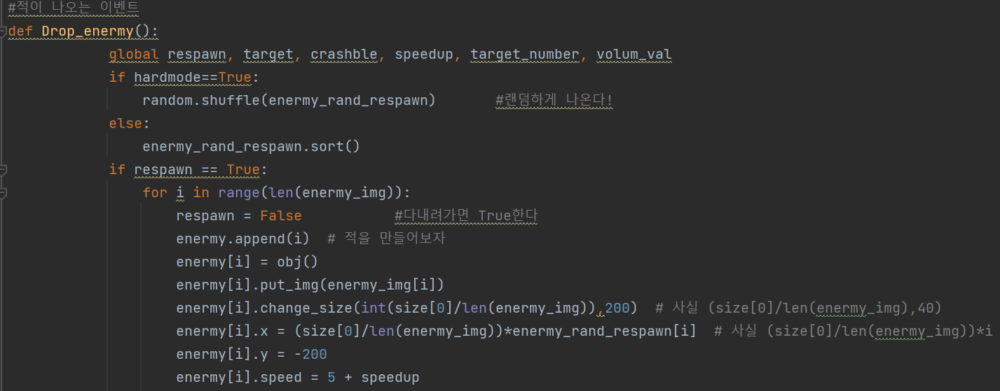 #적이 나오는 이벤트
def Drop_enermy():
global respawn, target, crashble, speedup, target_number, volum_val
if hardmode==True:
random.shuffle(enermy_rand_respawn) #랜덤하게 나온다!
else:
enermy_rand_respawn.sort()
if respawn == True:
for i in range(len(enermy_img)):
respawn = False #다내려가면 True한다
enermy.append(i) # 적을 만들어보자
enermy[i] = obj()
enermy[i].put_img(enermy_img[i])
enermy[i].change_size(int(size[0]/len(enermy_img)),200) # 사실 (size[0]/len(enermy_img),40)
enermy[i].x = (size[0]/len(enermy_img))*enermy_rand_respawn[i] # 사실 (size[0]/len(enermy_img))*i
enermy[i].y = -200
enermy[i].speed = 5 + speedup